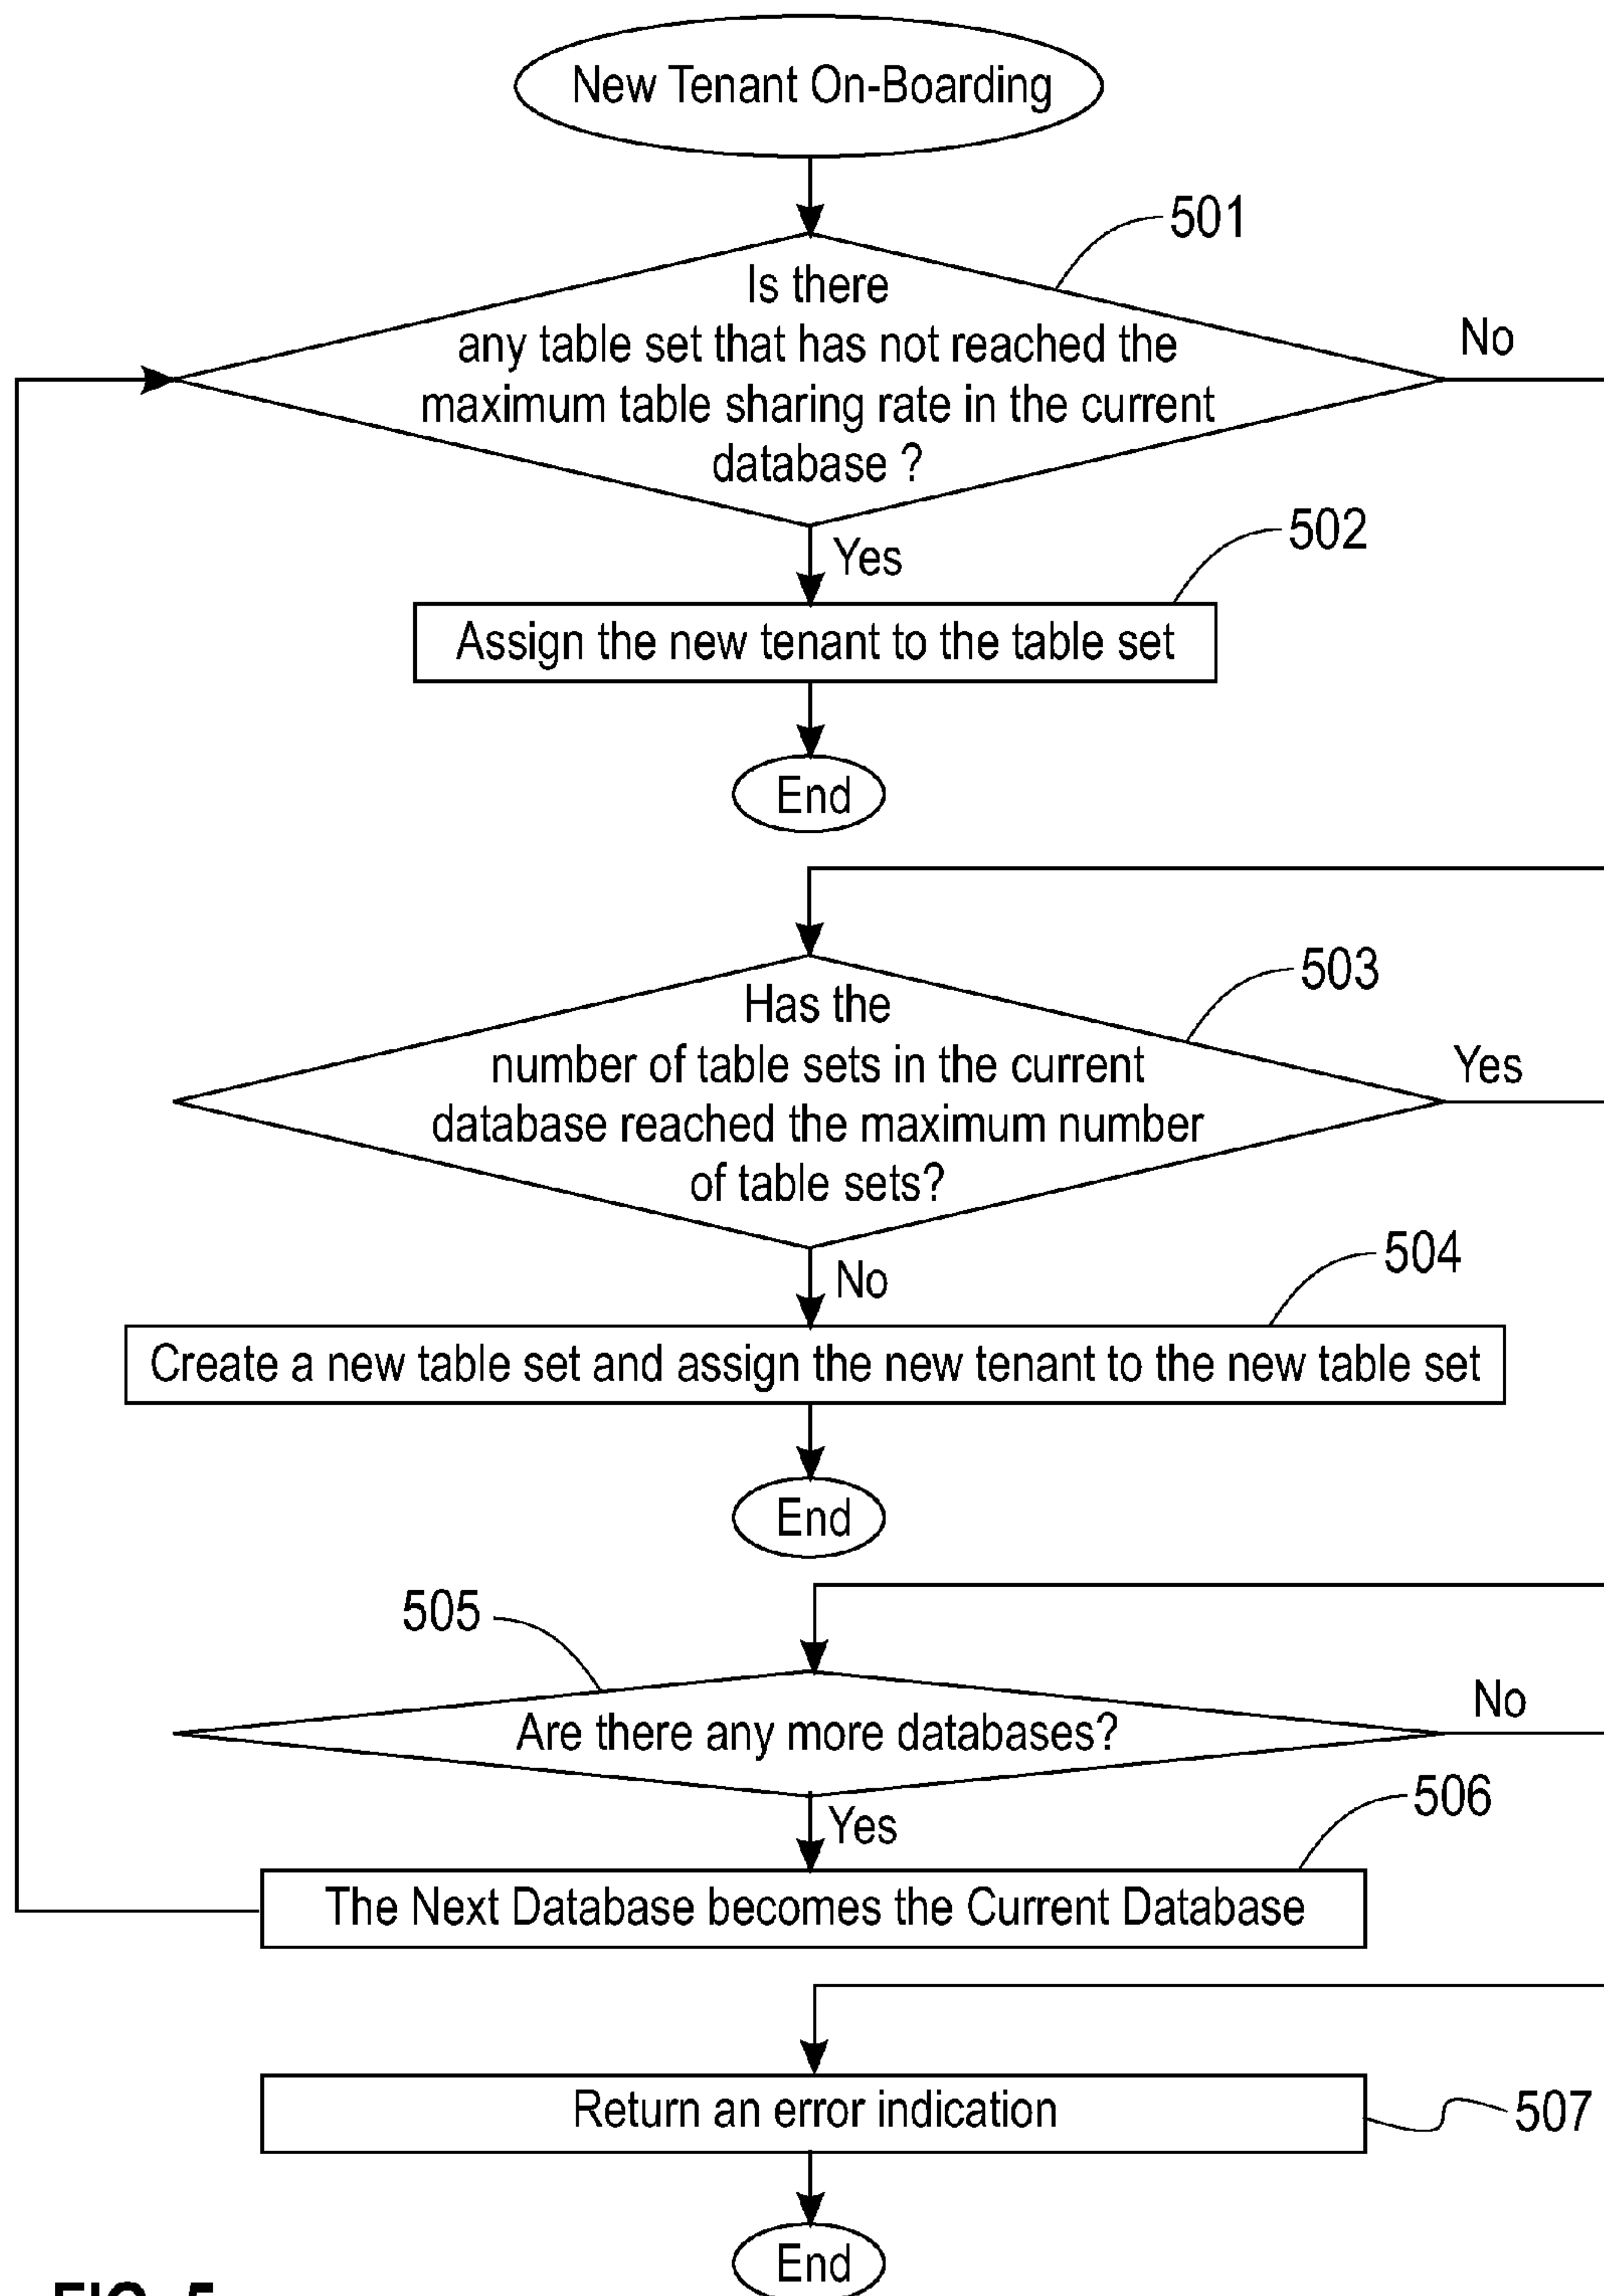 New Tenant On-Boarding
501
Is there
any table set that has not reached the
maximum table sharing rate in the current
database ?
No
Yes
502
Assign the new tenant to the table set
End
503
Has the
number of table sets in the current
database reached the maximum number
of table sets?
Yes
504
No
Create a new table set and assign the new tenant to the new table set
End
505
Are there any more databases?
No
506
Yes
The Next Database becomes the Current Database
Return an error indication
507
End
FIG. 5